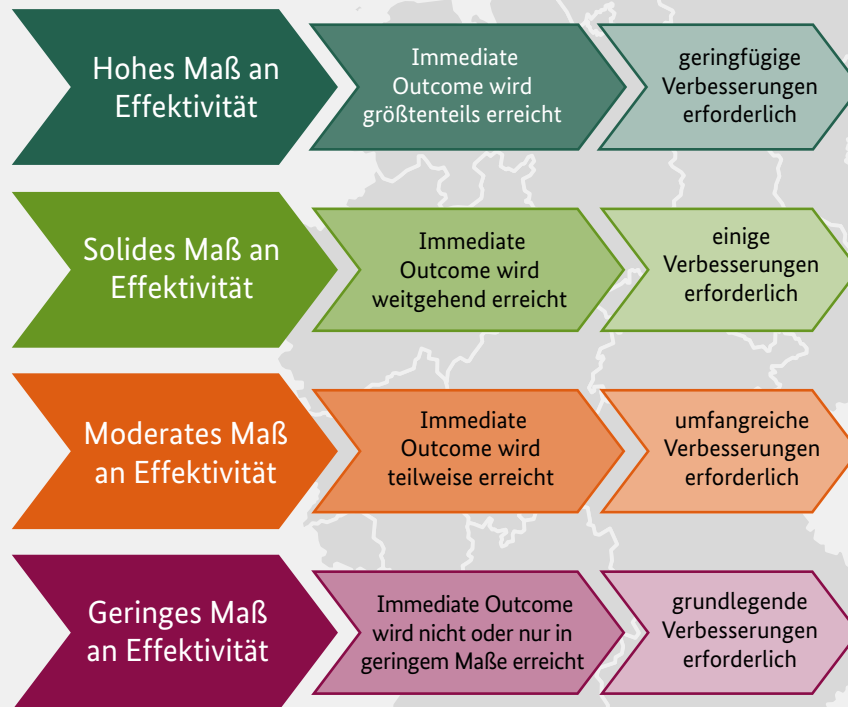 Hohes Maß an
Effektivität
Immediate
Outcome wird
größtenteils erreicht
geringfügige
Verbesserungen
erforderlich
Solides Maß an
Effektivität
Immediate
Outcome wird
weitgehend erreicht
einige
Verbesserungen
erforderlich
Moderates Maß
an Effektivität
Immediate
Outcome wird
teilweise erreicht
umfangreiche
Verbesserungen
erforderlich
Geringes Maß
an Effektivität
Immediate Outcome
wird nicht oder nur in
geringem Maße erreicht
grundlegende
Verbesserungen
erforderlich